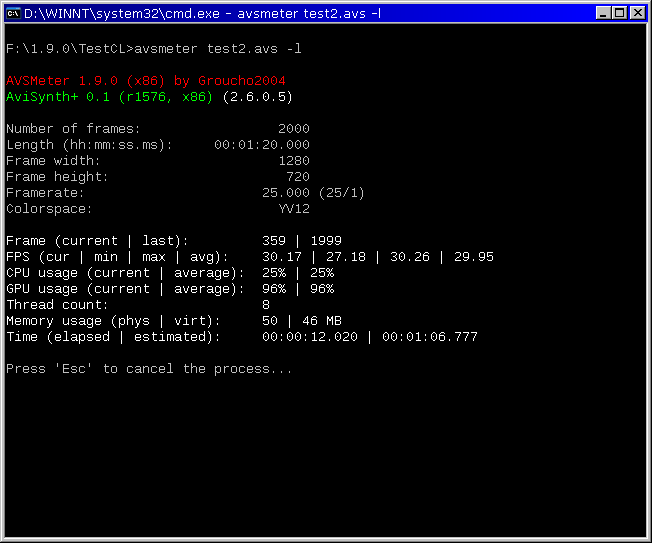 D:\WINNT\system32\cmd.exe - avsmeter test2.avs -l
F:\1.9.0\TestCL>avsmeter test2.avs -l
AVSMeter 1.9.0 (x86) by Groucho2004
AviSynth+ 0.1 (r1576, x86) (2.6.0.5)
Number of frames: 2000
Length (hh:mm:ss.ms): 00:01:20.000
Frame width: 1280
Frame height: 720
Framerate: 25.000 (25/1)
Colorspace: YV12
Frame (current | last): 359 | 1999
FPS (cur | min | max | avg): 30.17 | 27.18 | 30.26 | 29.95
CPU usage (current | average): 25% | 25%
GPU usage (current | average): 96% | 96%
Thread count: 8
Memory usage (phys | virt): 50 | 46 MB
Time (elapsed | estimated): 00:00:12.020 | 00:01:06.777
Press 'Esc' to cancel the process...